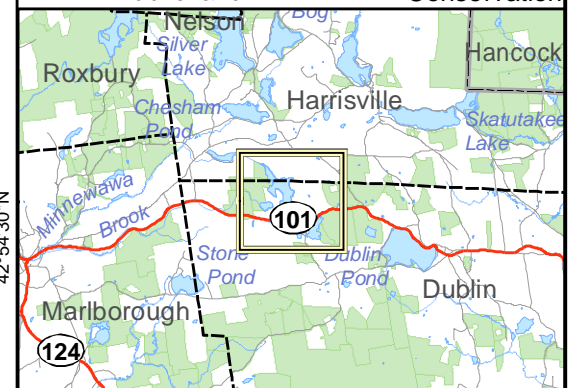 Conservation
Nelson
Bog
Silver
Lake
Hancock
Roxbury
Harrisville
Chesham
Pond
Skatutakee
Lake
Minnewawa
Brook
101
42°54'30"N
Stone
Pond
Dublin
Pond
Dublin
Marlborough
124